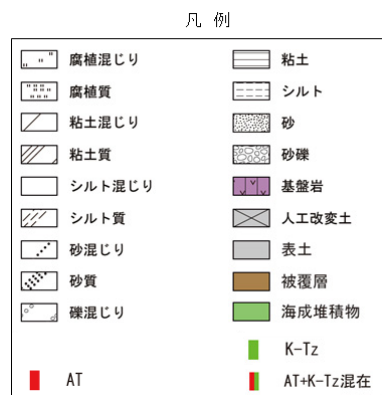 凡 例
腐植混じり
腐植質
粘土混じり
粘土質
シルト混じり
シルト質
砂混じり
砂質
礫混じり
AT
粘土
シルト
砂
砂礫
基盤岩
人工改変土
表土
被覆層
海成堆積物
K-Tz
AT+K-Tz混在